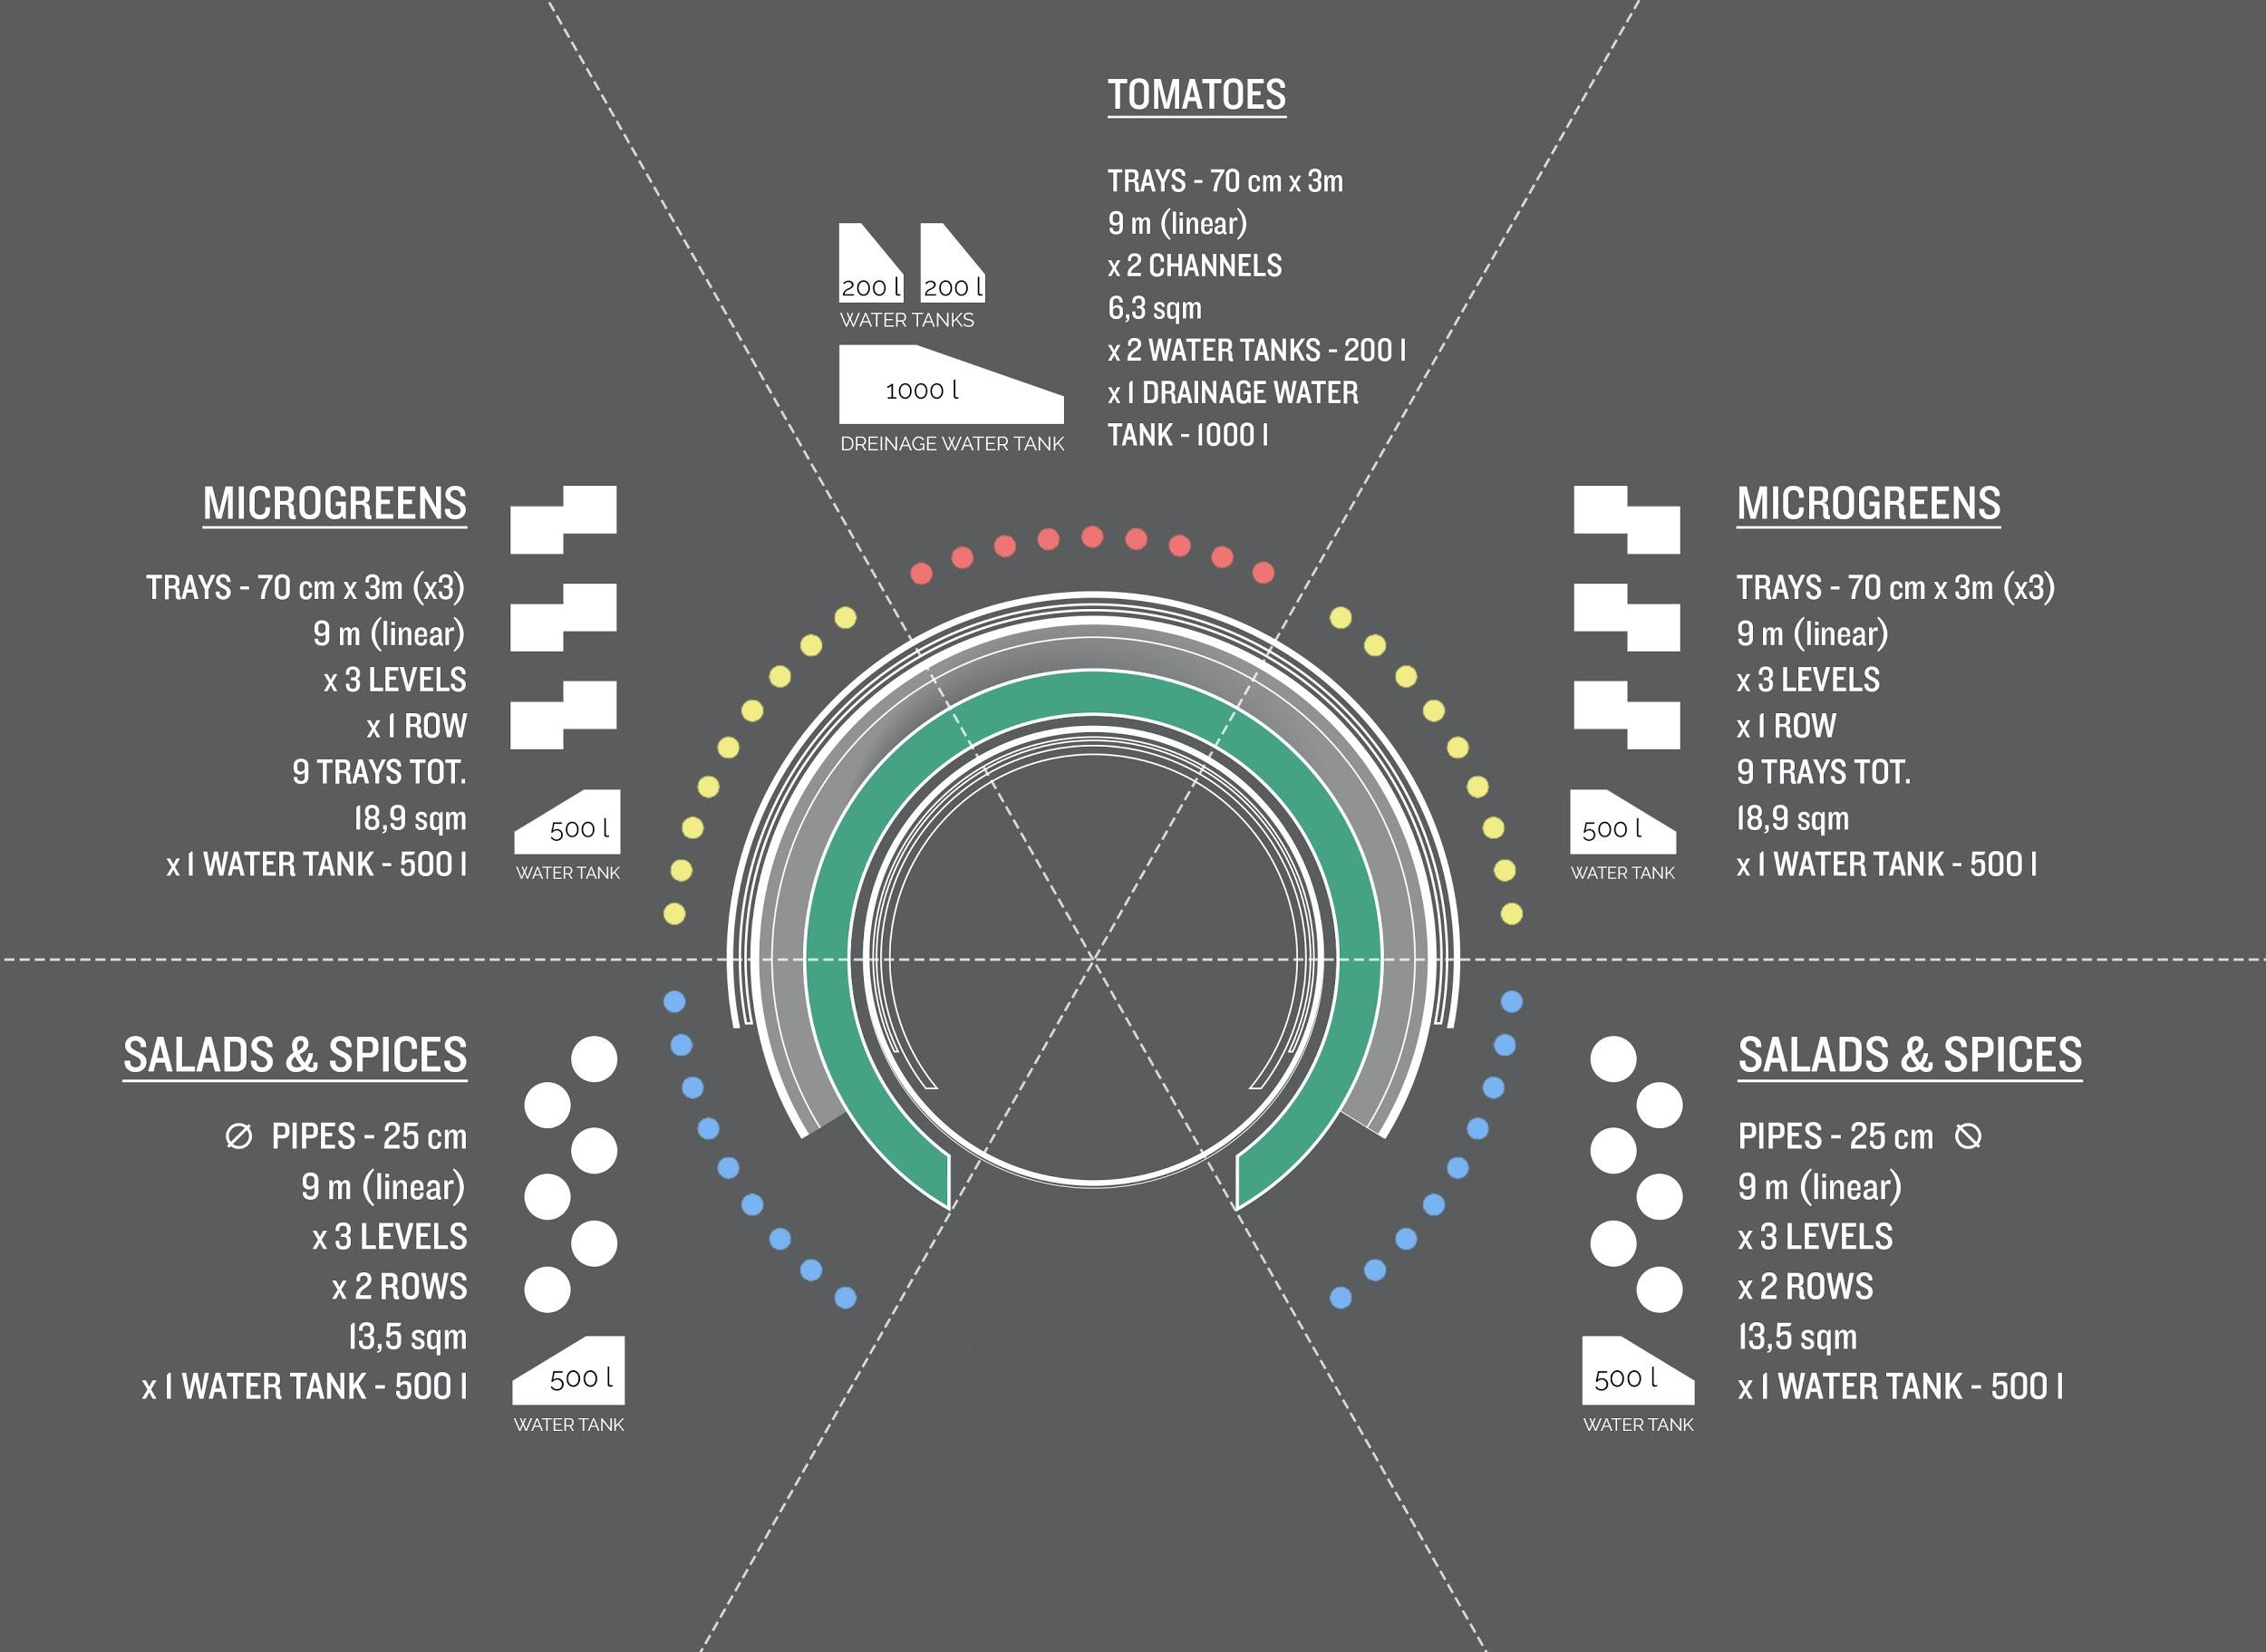 TOMATOES
TRAYS - 70 cm x 3m
9 m (linear)
x 2 CHANNELS
6,3 sqm
x 2 WATER TANKS - 200 l
x 1 DRAINAGE WATER
TANK - 1000 l
200 l
200 l
WATER TANKS
1000 l
DREINAGE WATER TANK
MICROGREENS
TRAYS - 70 cm x 3m (x3)
9 m (linear)
x 3 LEVELS
x 1 ROW
9 TRAYS TOT.
18,9 sqm
x 1 WATER TANK - 500 l
500 l
WATER TANK
MICROGREENS
TRAYS - 70 cm x 3m (x3)
9 m (linear)
x 3 LEVELS
x 1 ROW
9 TRAYS TOT.
18,9 sqm
x 1 WATER TANK - 500 l
500 l
WATER TANK
SALADS & SPICES
∅ PIPES - 25 cm
9 m (linear)
x 3 LEVELS
x 2 ROWS
13,5 sqm
x 1 WATER TANK - 500 l
500 l
WATER TANK
SALADS & SPICES
PIPES - 25 cm ∅
9 m (linear)
x 3 LEVELS
x 2 ROWS
13,5 sqm
x 1 WATER TANK - 500 l
500 l
WATER TANK